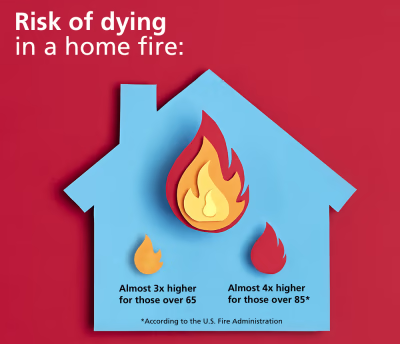 Risk of dying
in a home fire:
Almost 3x higher
for those over 65
Almost 4x higher
for those over 85*
*According to the U.S. Fire Administration